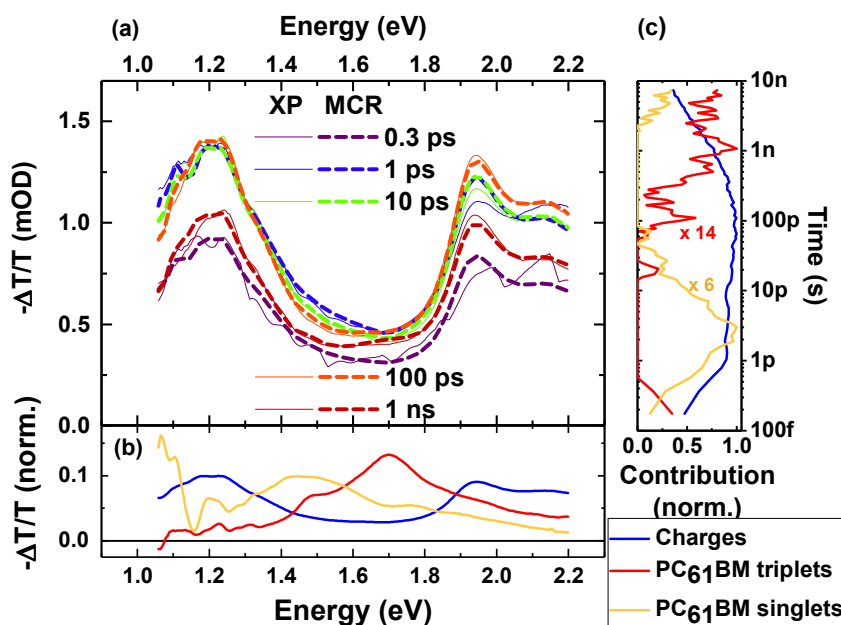 (a)
Energy (eV)
(c)
1.0 1.2 1.4 1.6 1.8 2.0 2.2
XP MCR
0.3 ps
1 ps
10 ps
100 ps
1 ns
1.5
1.0
0.5
0.0
-ΔT/T (mOD)
10n
1n
100p
10p
1p
100f
Time (s)
x 14
x 6
0.0 0.5 1.0
Contribution
(norm.)
(b)
0.1
0.0
-ΔT/T (norm.)
1.0 1.2 1.4 1.6 1.8 2.0 2.2
Energy (eV)
Charges
PC61BM triplets
PC61BM singlets